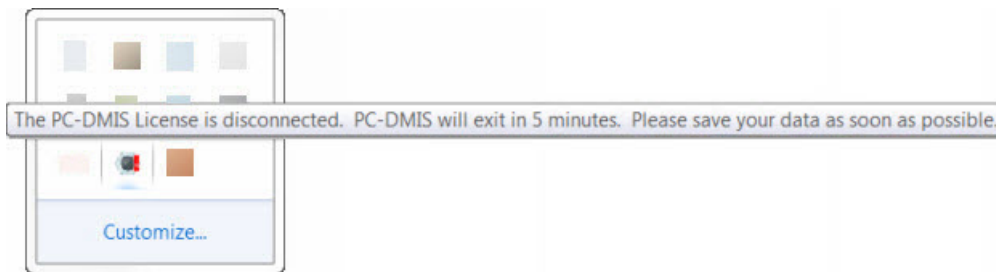 The PC-DMIS License is disconnected.  PC-DMIS will exit in 5 minutes.  Please save your data as soon as possible.
Customize...